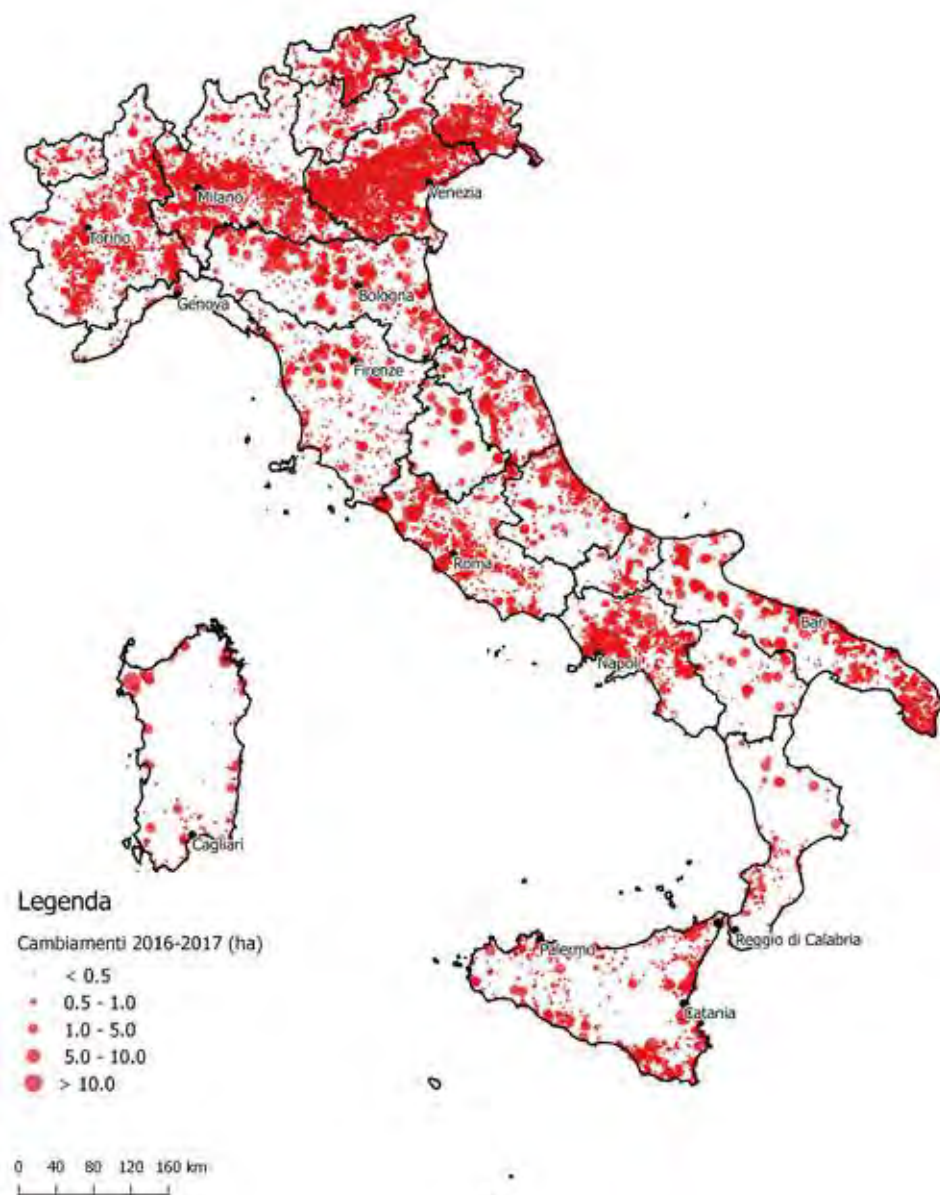 Milano
Venezia
Torino
Genova
Bologna
Firenze
Roma
Bari
Napoli
Cagliari
Legenda
Cambiamenti 2016-2017 (ha)
< 0.5
0.5 - 1.0
1.0 - 5.0
5.0 - 10.0
> 10.0
Palermo
Reggio di Calabria
Catania
0 40 80 120 160 km